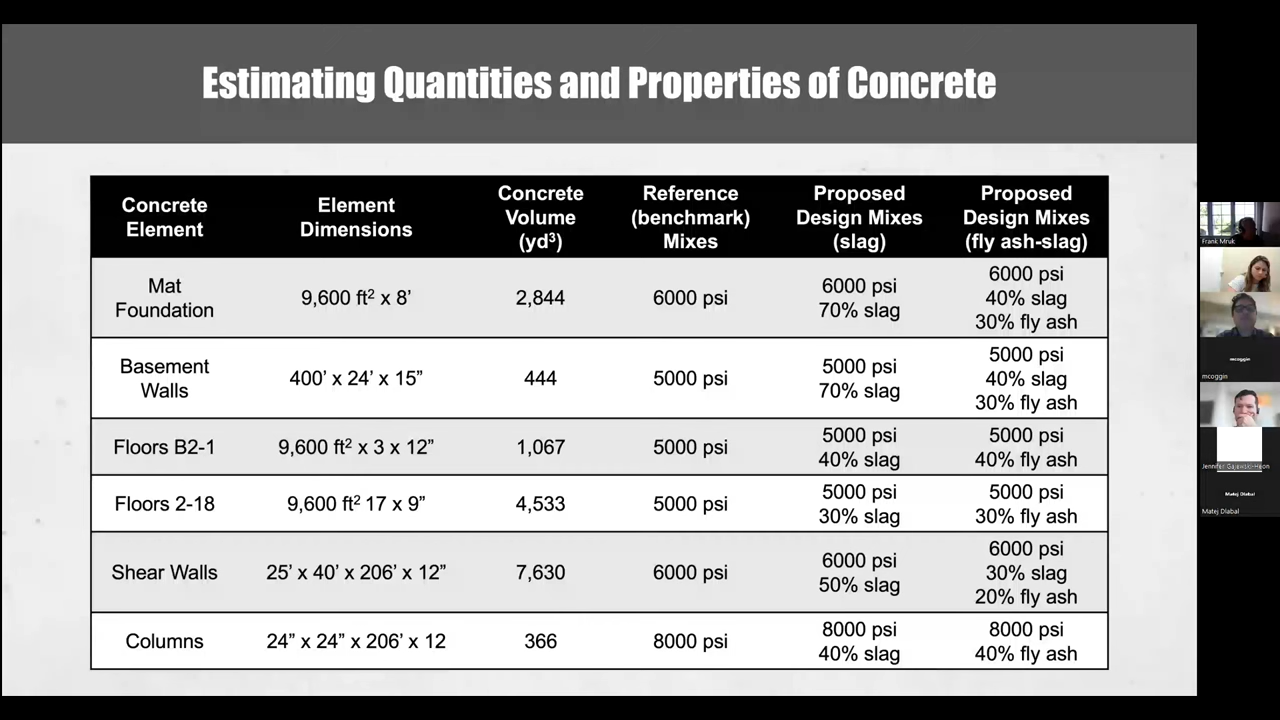 Estimating Quantities and Properties of Concrete
Concrete Element
Element Dimensions
Concrete Volume (yd³)
Reference (benchmark) Mixes
Proposed Design Mixes (slag)
Proposed Design Mixes (fly ash-slag)
Mat Foundation
9,600 ft² x 8’
2,844
6000 psi
6000 psi
70% slag
6000 psi
40% slag
30% fly ash
Basement Walls
400’ x 24’ x 15”
444
5000 psi
5000 psi
70% slag
5000 psi
40% slag
30% fly ash
Floors B2-1
9,600 ft² x 3 x 12”
1,067
5000 psi
5000 psi
40% slag
5000 psi
40% fly ash
Floors 2-18
9,600 ft² 17 x 9”
4,533
5000 psi
5000 psi
30% slag
5000 psi
30% fly ash
Shear Walls
25’ x 40’ x 206’ x 12”
7,630
6000 psi
6000 psi
50% slag
6000 psi
30% slag
20% fly ash
Columns
24” x 24” x 206’ x 12
366
8000 psi
8000 psi
40% slag
8000 psi
40% fly ash
Frank Mruk
mcoggin
mcoggin
Jennifer
Matej Dlabal
Matej Dlabal